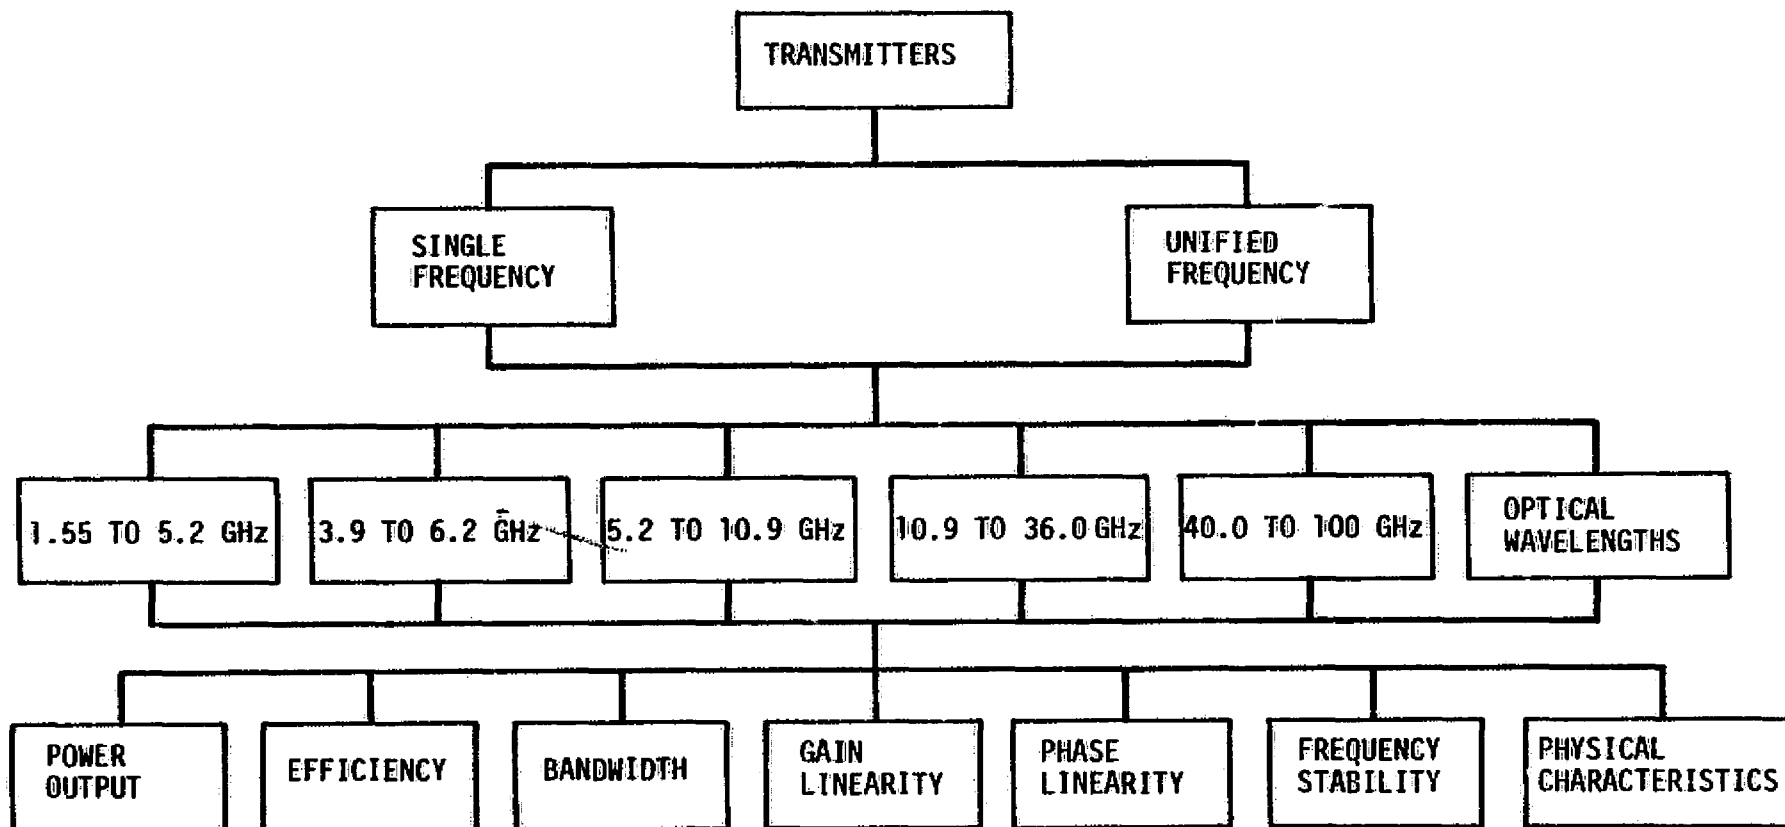 TRANSMITTERS
SINGLE
FREQUENCY
UNIFIED
FREQUENCY
1.55 TO 5.2 GHz
3.9 TO 6.2 GHz
5.2 TO 10.9 GHz
10.9 TO 36.0 GHz
40.0 TO 100 GHz
OPTICAL
WAVELENGTHS
POWER
OUTPUT
EFFICIENCY
BANDWIDTH
GAIN
LINEARITY
PHASE
LINEARITY
FREQUENCY
STABILITY
PHYSICAL
CHARACTERISTICS